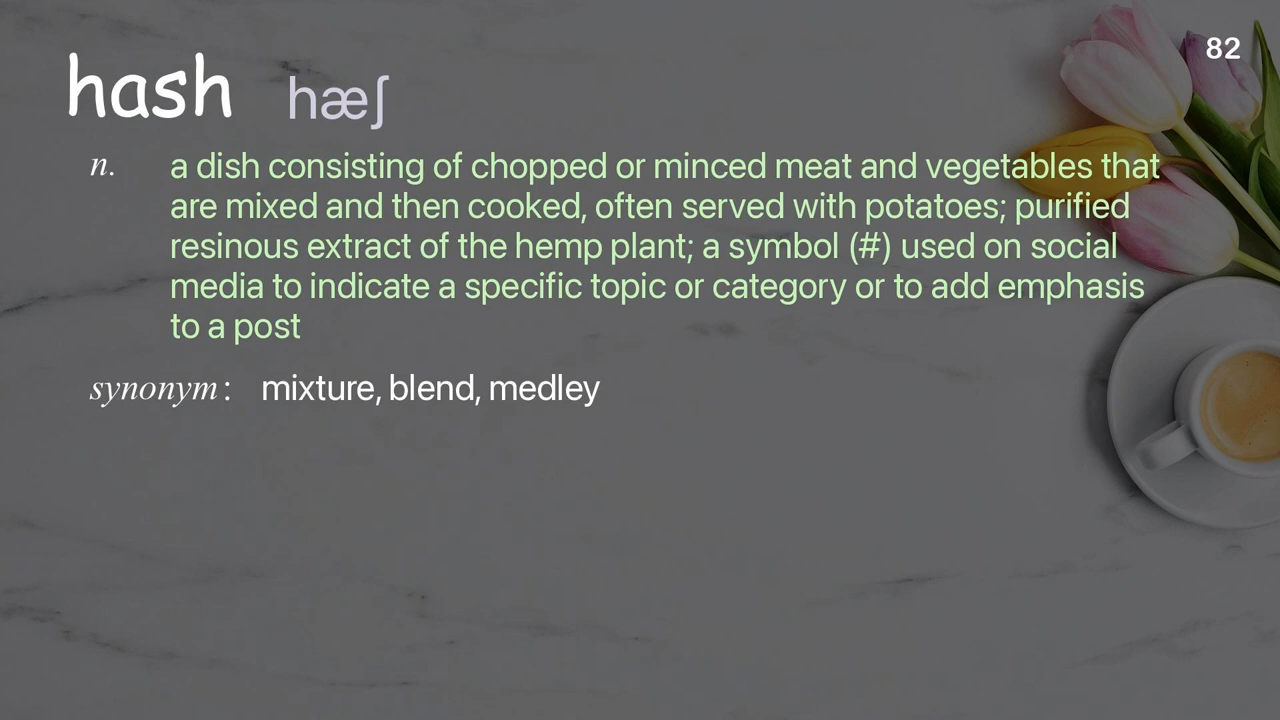 82
hash hæʃ
n. a dish consisting of chopped or minced meat and vegetables that
are mixed and then cooked, often served with potatoes; purified
resinous extract of the hemp plant; a symbol (#) used on social
media to indicate a specific topic or category or to add emphasis
to a post
synonym: mixture, blend, medley